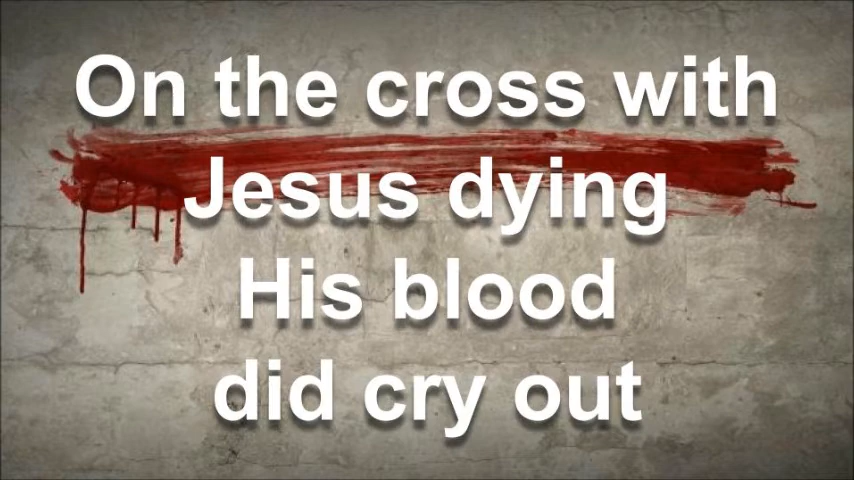 On the cross with
Jesus dying
His blood
did cry out